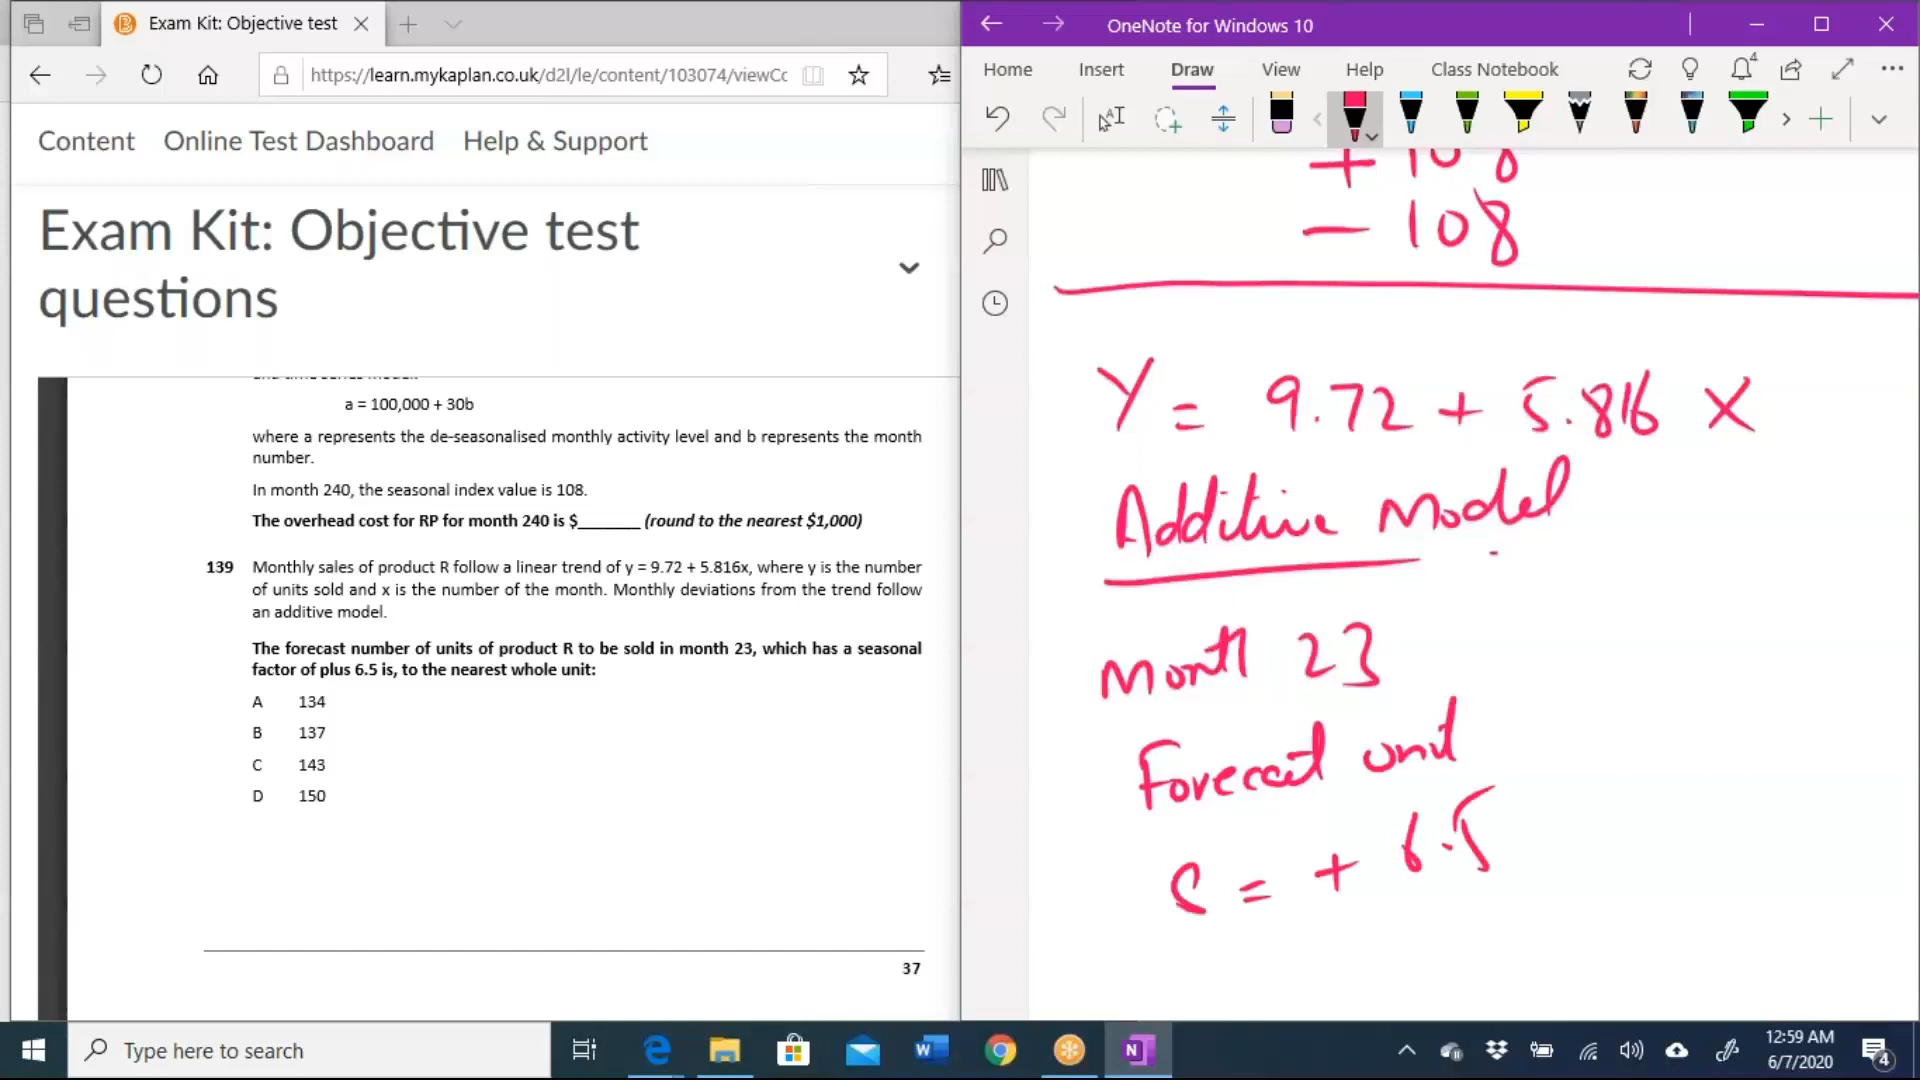 Exam Kit: Objective test
https://learn.mykaplan.co.uk/d2l/le/content/103074/viewCc
Content Online Test Dashboard Help & Support
Exam Kit: Objective test
questions
a = 100,000 + 30b
where a represents the de-seasonalised monthly activity level and b represents the month
number.
In month 240, the seasonal index value is 108.
The overhead cost for RP for month 240 is $_______ (round to the nearest $1,000)
139 Monthly sales of product R follow a linear trend of y = 9.72 + 5.816x, where y is the number
of units sold and x is the number of the month. Monthly deviations from the trend follow
an additive model.
The forecast number of units of product R to be sold in month 23, which has a seasonal
factor of plus 6.5 is, to the nearest whole unit:
A 134
B 137
C 143
D 150
37
OneNote for Windows 10
Home Insert Draw View Help Class Notebook
4
+ 108
- 108
Y = 9.72 + 5.816 X
Additive Model
Month 23
Forecast unit
S = + 6.5
Type here to search
12:59 AM
6/7/2020
4